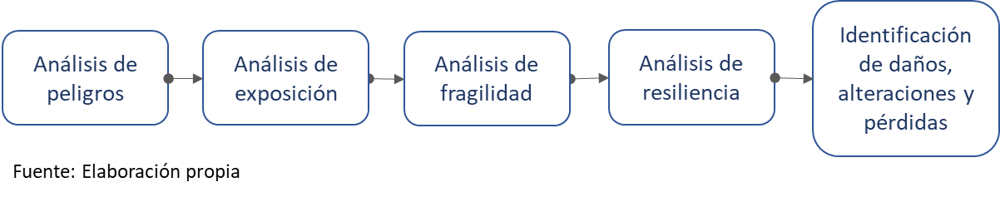 Análisis de
peligros
Análisis de
exposición
Análisis de
fragilidad
Análisis de
resiliencia
Identificación
de daños,
alteraciones y
pérdidas
Fuente: Elaboración propia